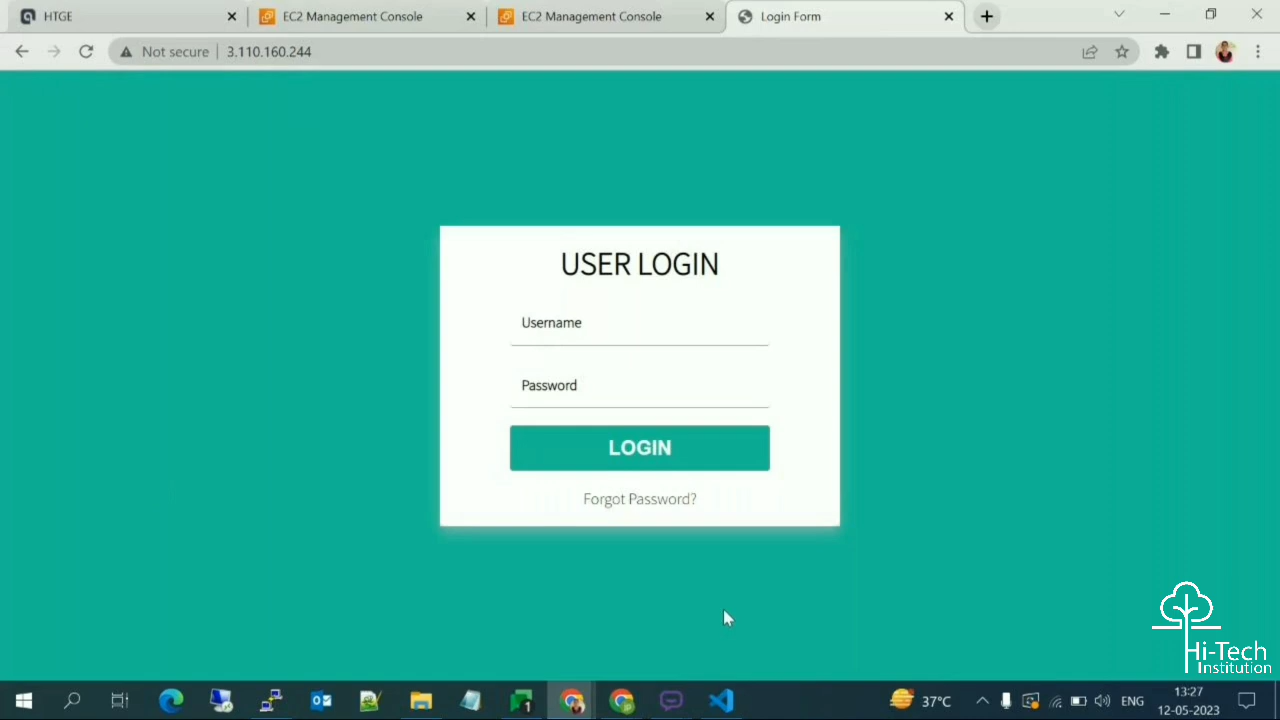 HTGE
EC2 Management Console
EC2 Management Console
Login Form
Not secure
3.110.160.244
USER LOGIN
Username
Password
LOGIN
Forgot Password?
Hi-Tech
Institution
1
37°C
ENG
13:27
12-05-2023